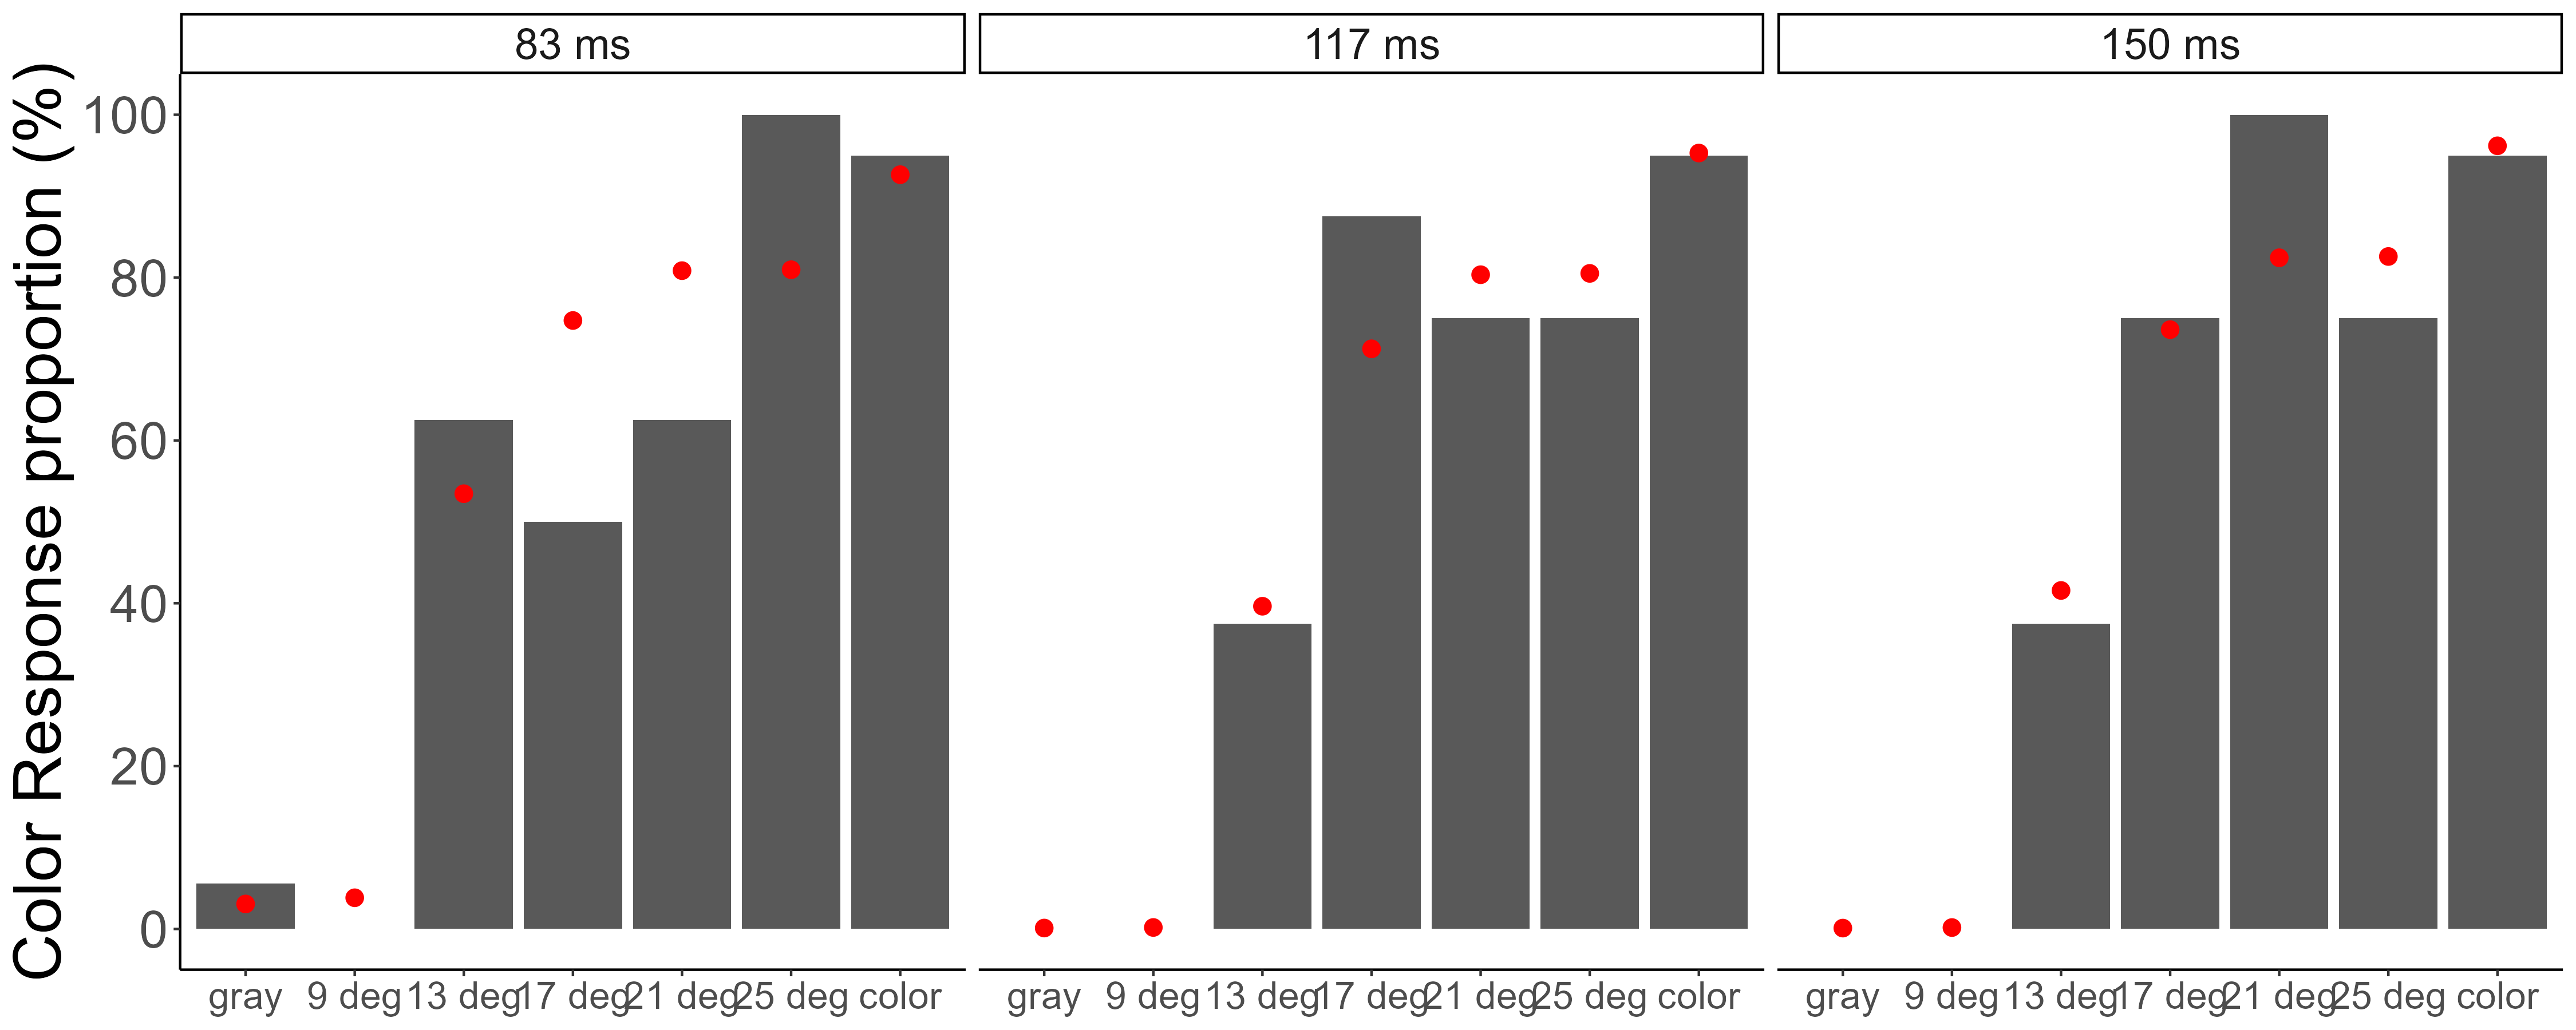 83 ms
117 ms
150 ms
Color Response proportion (%)
100
80
60
40
20
0
gray 9 deg 13 deg 17 deg 21 deg 25 deg color
gray 9 deg 13 deg 17 deg 21 deg 25 deg color
gray 9 deg 13 deg 17 deg 21 deg 25 deg color